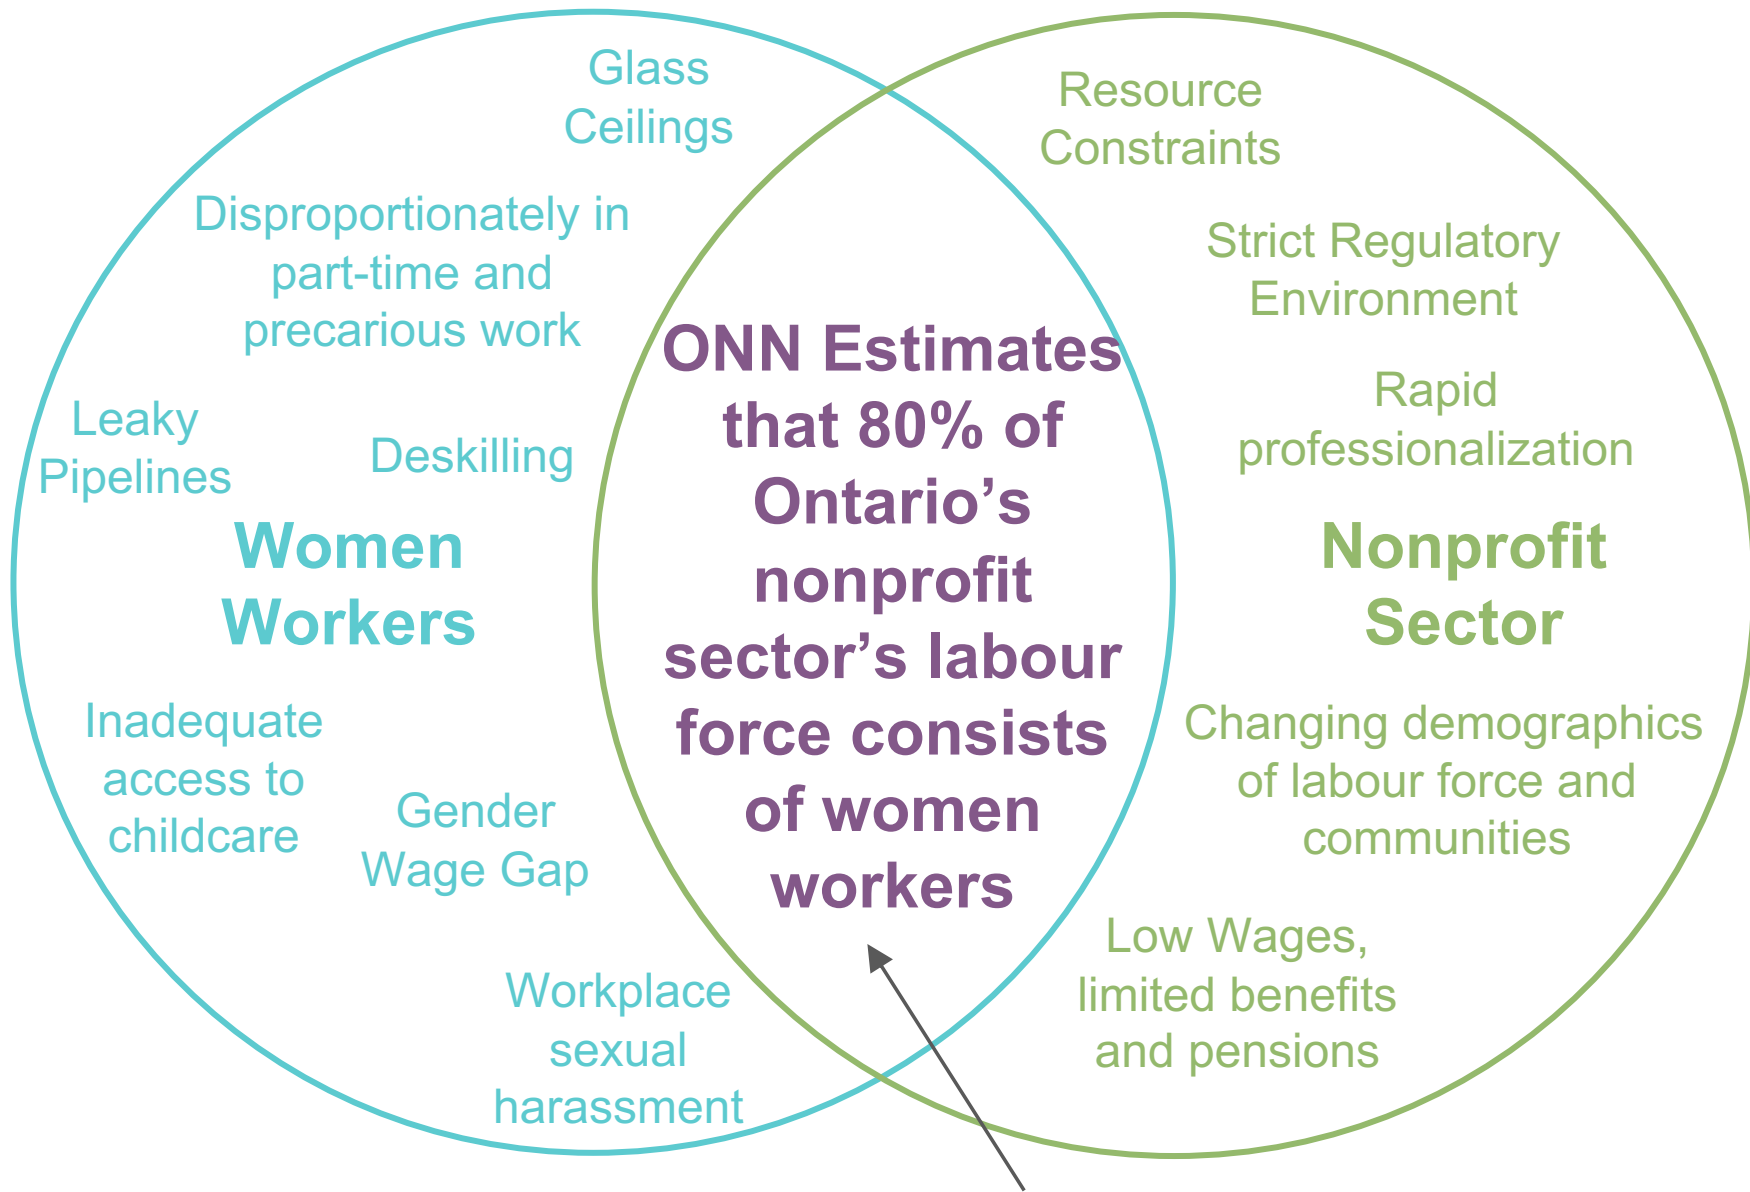 Glass
Ceilings
Disproportionately in
part-time and
precarious work
Leaky
Pipelines
Deskilling
Women
Workers
Inadequate
access to
childcare
Gender
Wage Gap
Workplace
sexual
harassment
ONN Estimates
that 80% of
Ontario’s
nonprofit
sector’s labour
force consists
of women
workers
Resource
Constraints
Strict Regulatory
Environment
Rapid
professionalization
Nonprofit
Sector
Changing demographics
of labour force and
communities
Low Wages,
limited benefits
and pensions